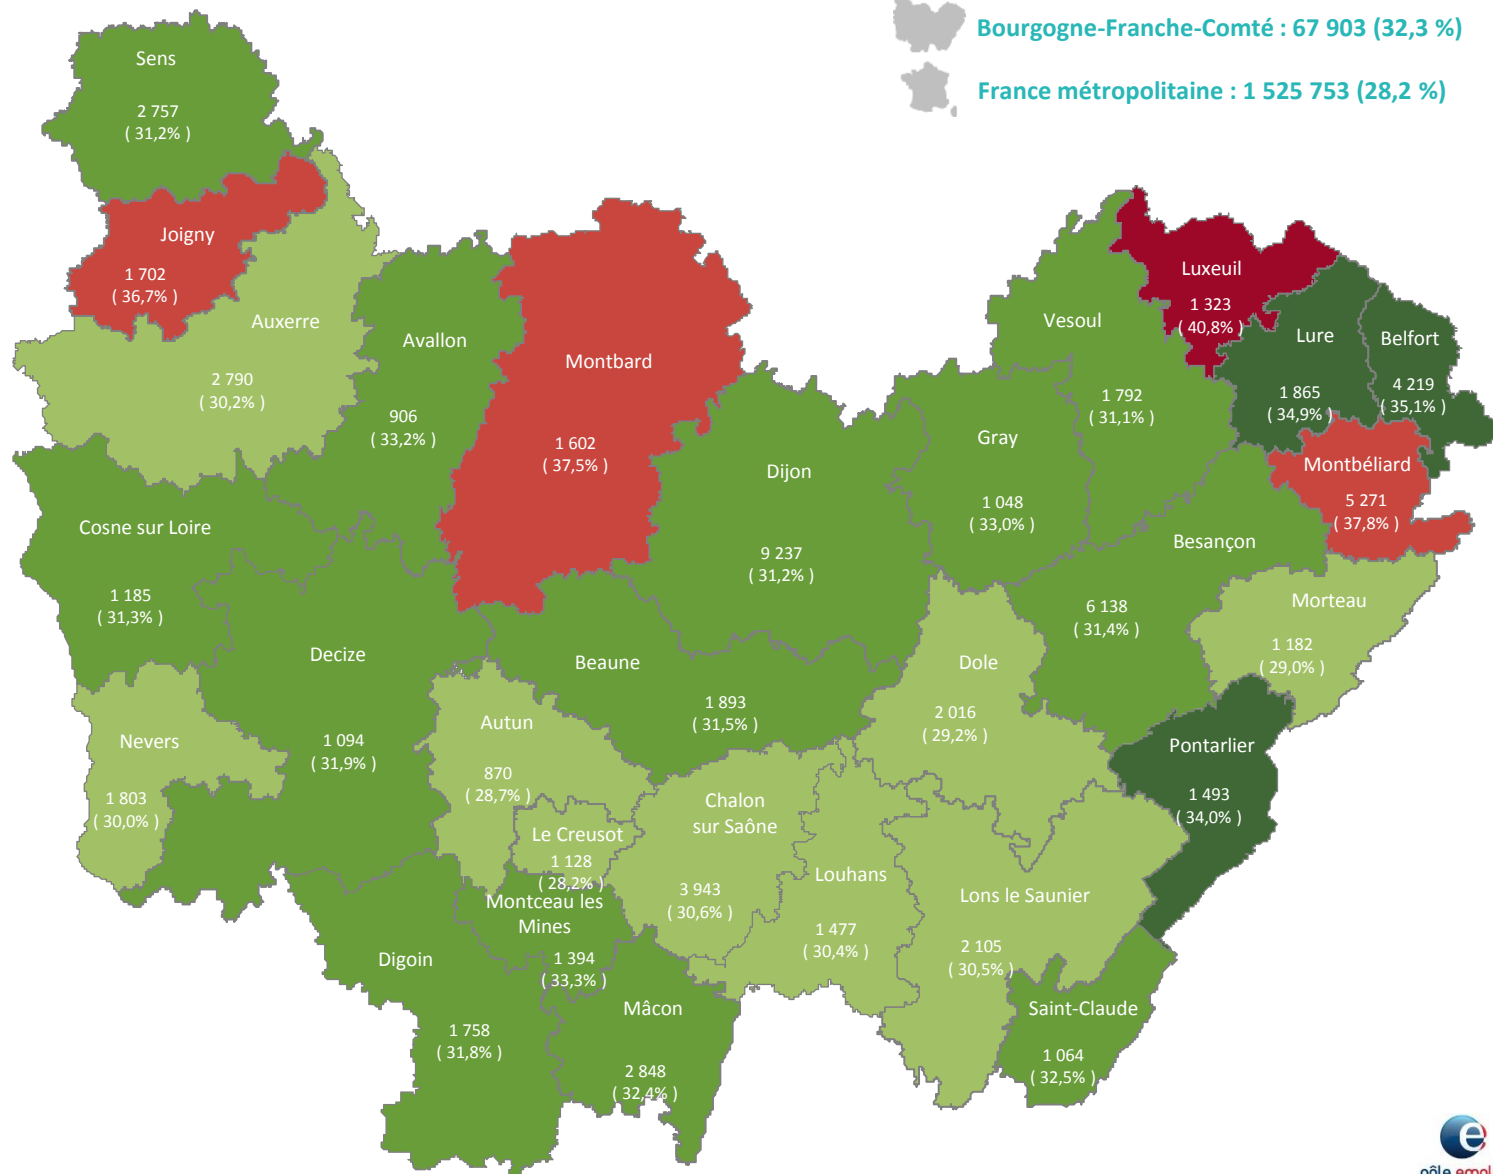 Bourgogne-Franche-Comté : 67 903 (32,3 %)
France métropolitaine : 1 525 753 (28,2 %)
Sens
2 757
( 31,2% )
Joigny
1 702
( 36,7% )
Auxerre
2 790
( 30,2% )
Avallon
906
( 33,2% )
Montbard
1 602
( 37,5% )
Luxeuil
1 323
( 40,8% )
Vesoul
1 792
( 31,1% )
Lure
1 865
( 34,9% )
Belfort
4 219
( 35,1% )
Montbéliard
5 271
( 37,8% )
Gray
1 048
( 33,0% )
Dijon
9 237
( 31,2% )
Besançon
6 138
( 31,4% )
Cosne sur Loire
1 185
( 31,3% )
Decize
1 094
( 31,9% )
Beaune
1 893
( 31,5% )
Dole
2 016
( 29,2% )
Morteau
1 182
( 29,0% )
Nevers
1 803
( 30,0% )
Autun
870
( 28,7% )
Pontarlier
1 493
( 34,0% )
Le Creusot
1 128
( 28,2% )
Chalon
sur Saône
3 943
( 30,6% )
Louhans
1 477
( 30,4% )
Lons le Saunier
2 105
( 30,5% )
Montceau les
Mines
1 394
( 33,3% )
Digoin
1 758
( 31,8% )
Mâcon
2 848
( 32,4% )
Saint-Claude
1 064
( 32,5% )
e